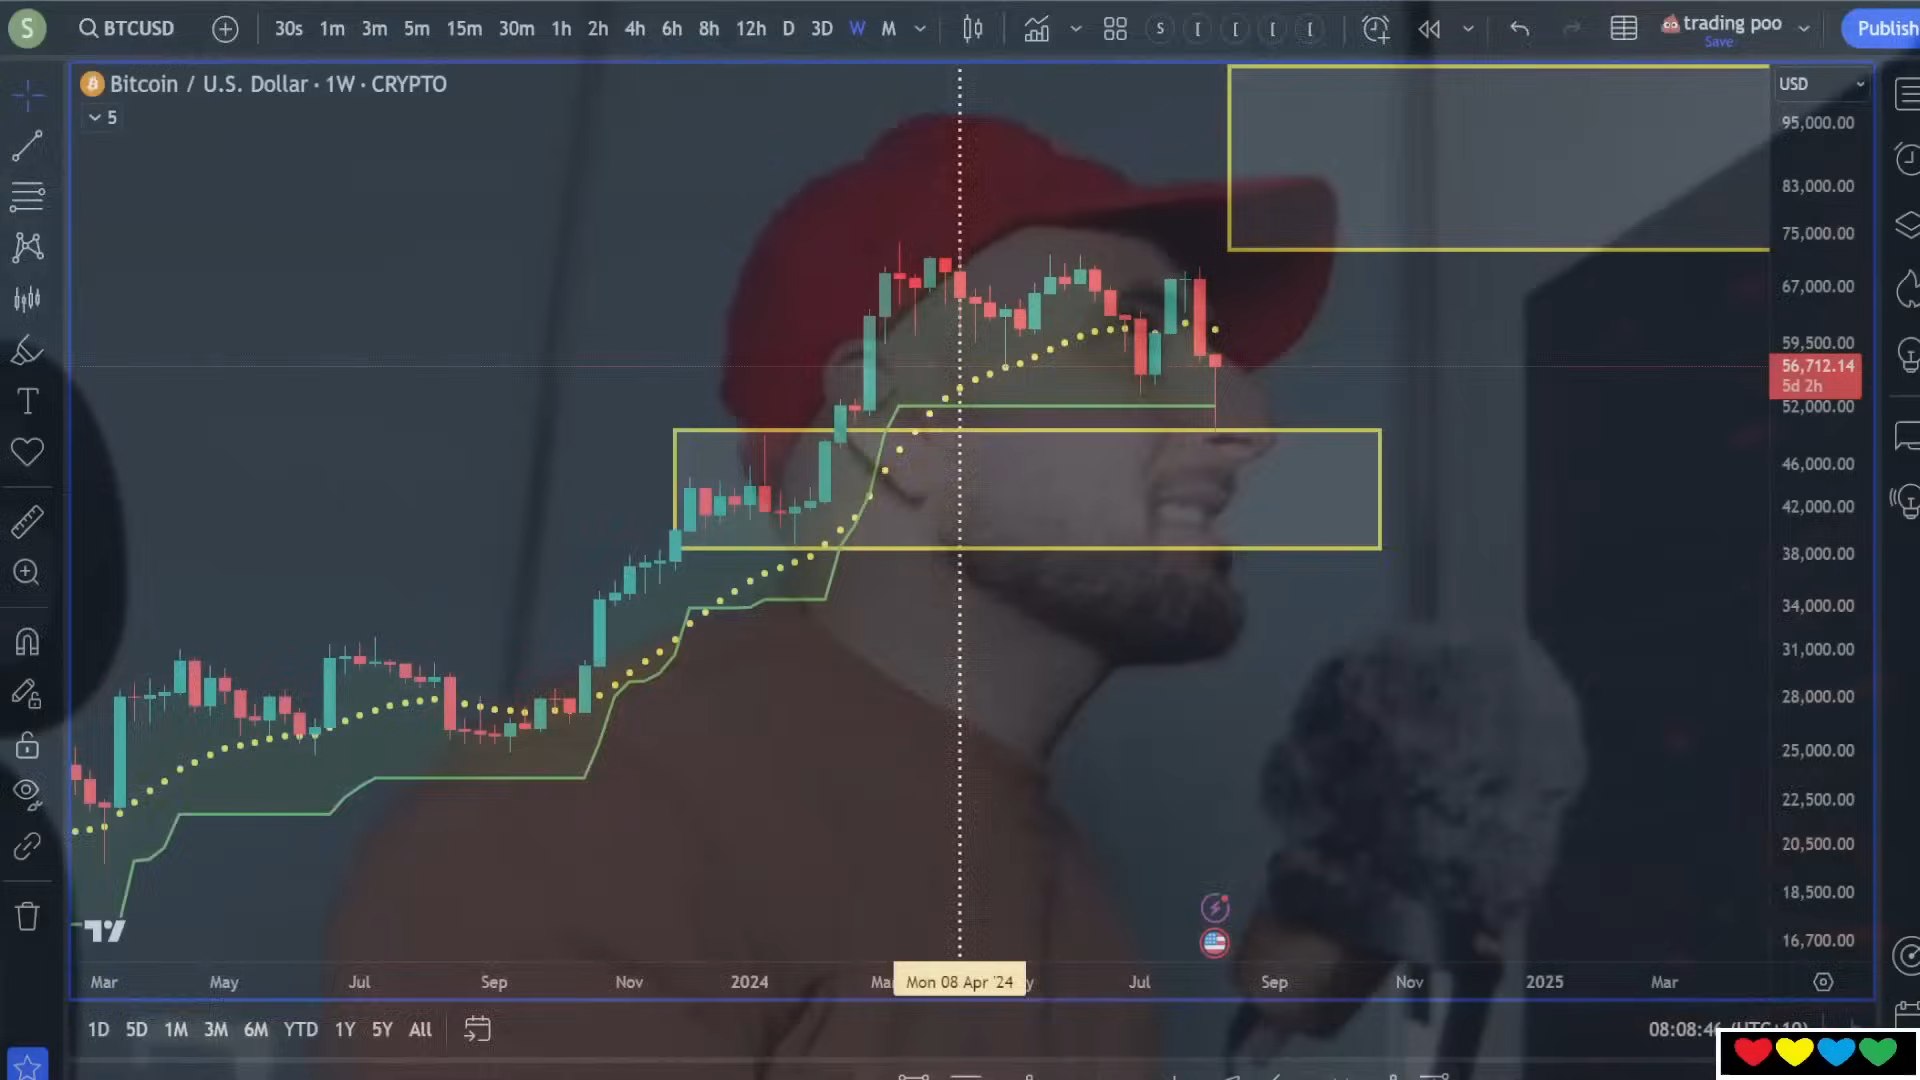 S
BTCUSD
30s 1m 3m 5m 15m 30m 1h 2h 4h 6h 8h 12h D 3D W M
S [ [ [ [
trading poo
Save
Publish
Bitcoin / U.S. Dollar · 1W · CRYPTO
5
USD
95,000.00
83,000.00
75,000.00
67,000.00
59,500.00
56,712.14
5d 2h
52,000.00
46,000.00
42,000.00
38,000.00
34,000.00
31,000.00
28,000.00
25,000.00
22,500.00
20,500.00
18,500.00
16,700.00
Mar May Jul Sep Nov 2024 Mar Mon 08 Apr '24 Jul Sep Nov 2025 Mar
1D 5D 1M 3M 6M YTD 1Y 5Y All
08:08:46